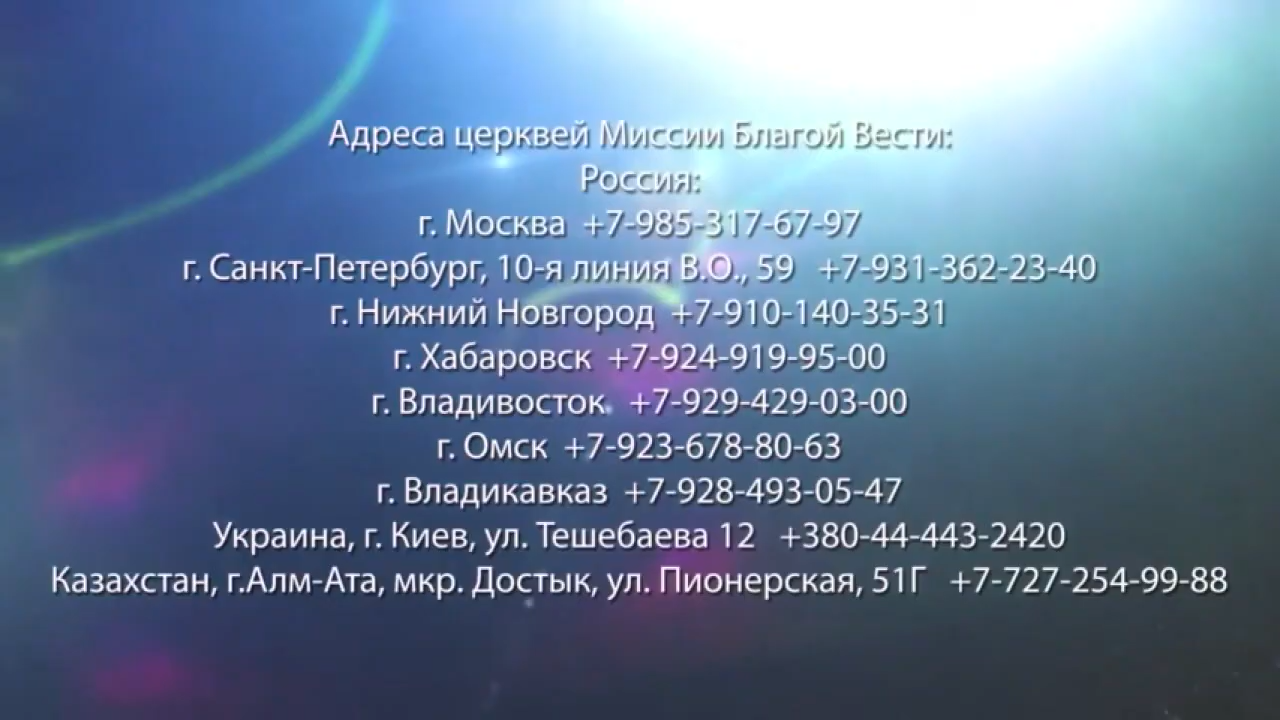 Адреса церквей Миссии Благой Вести:
Россия:
г. Москва +7-985-317-67-97
г. Санкт-Петербург, 10-я линия В.О., 59 +7-931-362-23-40
г. Нижний Новгород +7-910-140-35-31
г. Хабаровск +7-924-919-95-00
г. Владивосток +7-929-429-03-00
г. Омск +7-923-678-80-63
г. Владикавказ +7-928-493-05-47
Украина, г. Киев, ул. Тешебаева 12 +380-44-443-2420
Казахстан, г.Алм-Ата, мкр. Достык, ул. Пионерская, 51Г +7-727-254-99-88